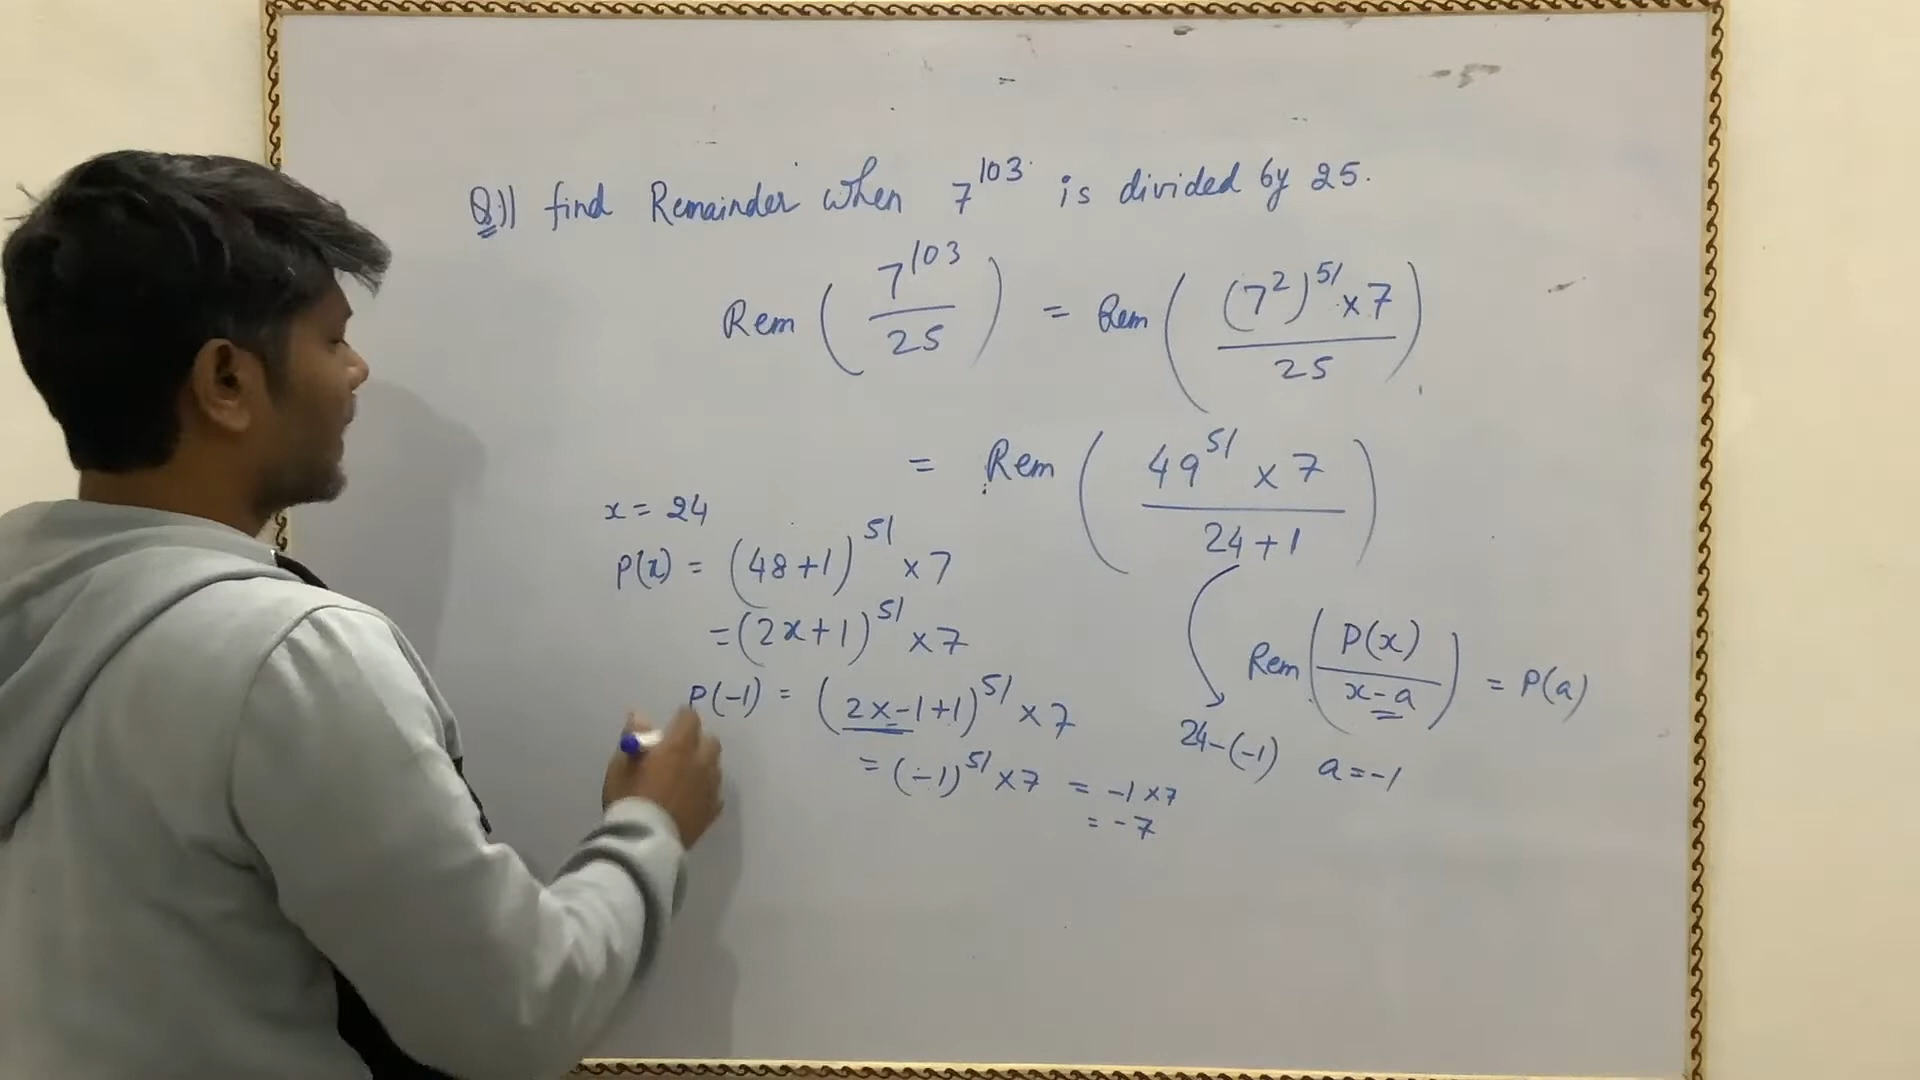 Q.)) find Remainder when 7^103 is divided by 25.
Rem (7^103 / 25) = Rem ((7^2)^51 x 7 / 25)
= Rem (49^51 x 7 / 24+1)
x = 24
P(x) = (48+1)^51 x 7
= (2x+1)^51 x 7
Rem (P(x) / x-a) = P(a)
P(-1) = (2x-1+1)^51 x 7
24-(-1) a=-1
= (-1)^51 x 7 = -1 x 7
= -7